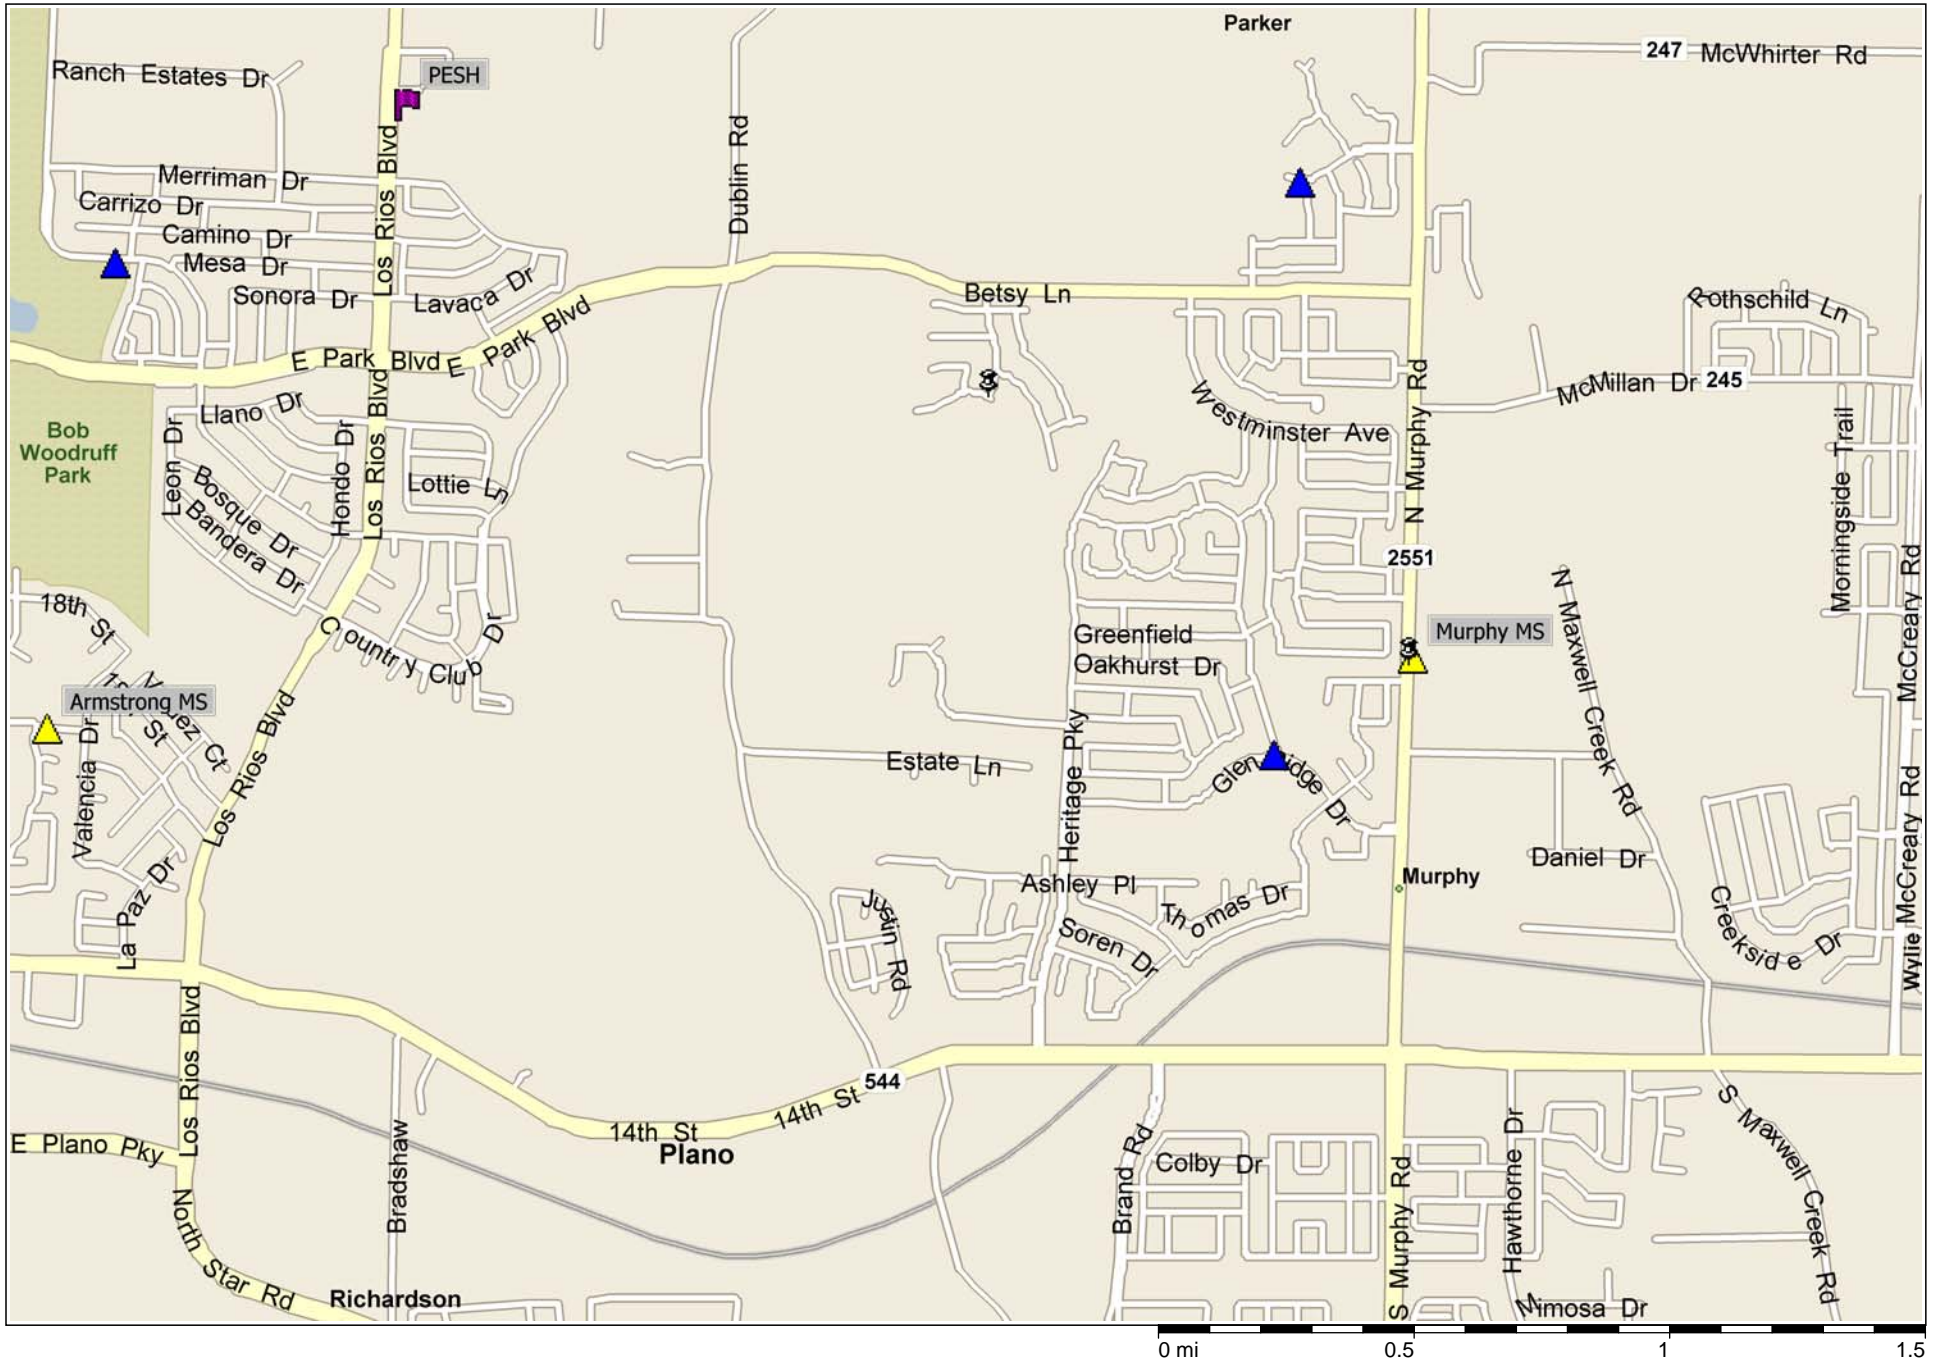 Parker
247
McWhirter Rd
Ranch Estates Dr
PESH
Los Rios Blvd
Dublin Rd
Merriman Dr
Carrizo Dr
Camino Dr
Mesa Dr
Sonora Dr
Lavaca Dr
Betsy Ln
Rothschild Ln
E Park Blvd
E Park Blvd
McMillan Dr
245
Llano Dr
Los Rios Blvd
Westminster Ave
N Murphy Rd
Bob
Woodruff
Park
Leon Dr
Hondo Dr
Bosque Dr
Bandera Dr
Lottie Ln
Morningside Trail
2551
18th St
Country Club Dr
Greenfield
Oakhurst Dr
Murphy MS
N Maxwell Creek Rd
McCreary Rd
Armstrong MS
St
Ct
Valencia Dr
Los Rios Blvd
Estate Ln
Heritage Pky
Glen Ridge Dr
McCreary Rd
Daniel Dr
La Paz Dr
Justin Rd
Ashley Pl
Thomas Dr
Murphy
Soren Dr
Creekside Dr
Wylie
Los Rios Blvd
544
14th St
14th St
Plano
E Plano Pky
Bradshaw
Brand Rd
Colby Dr
S Murphy Rd
Hawthorne Dr
S Maxwell Creek Rd
North Star Rd
Richardson
Mimosa Dr
0 mi
0.5
1
1.5